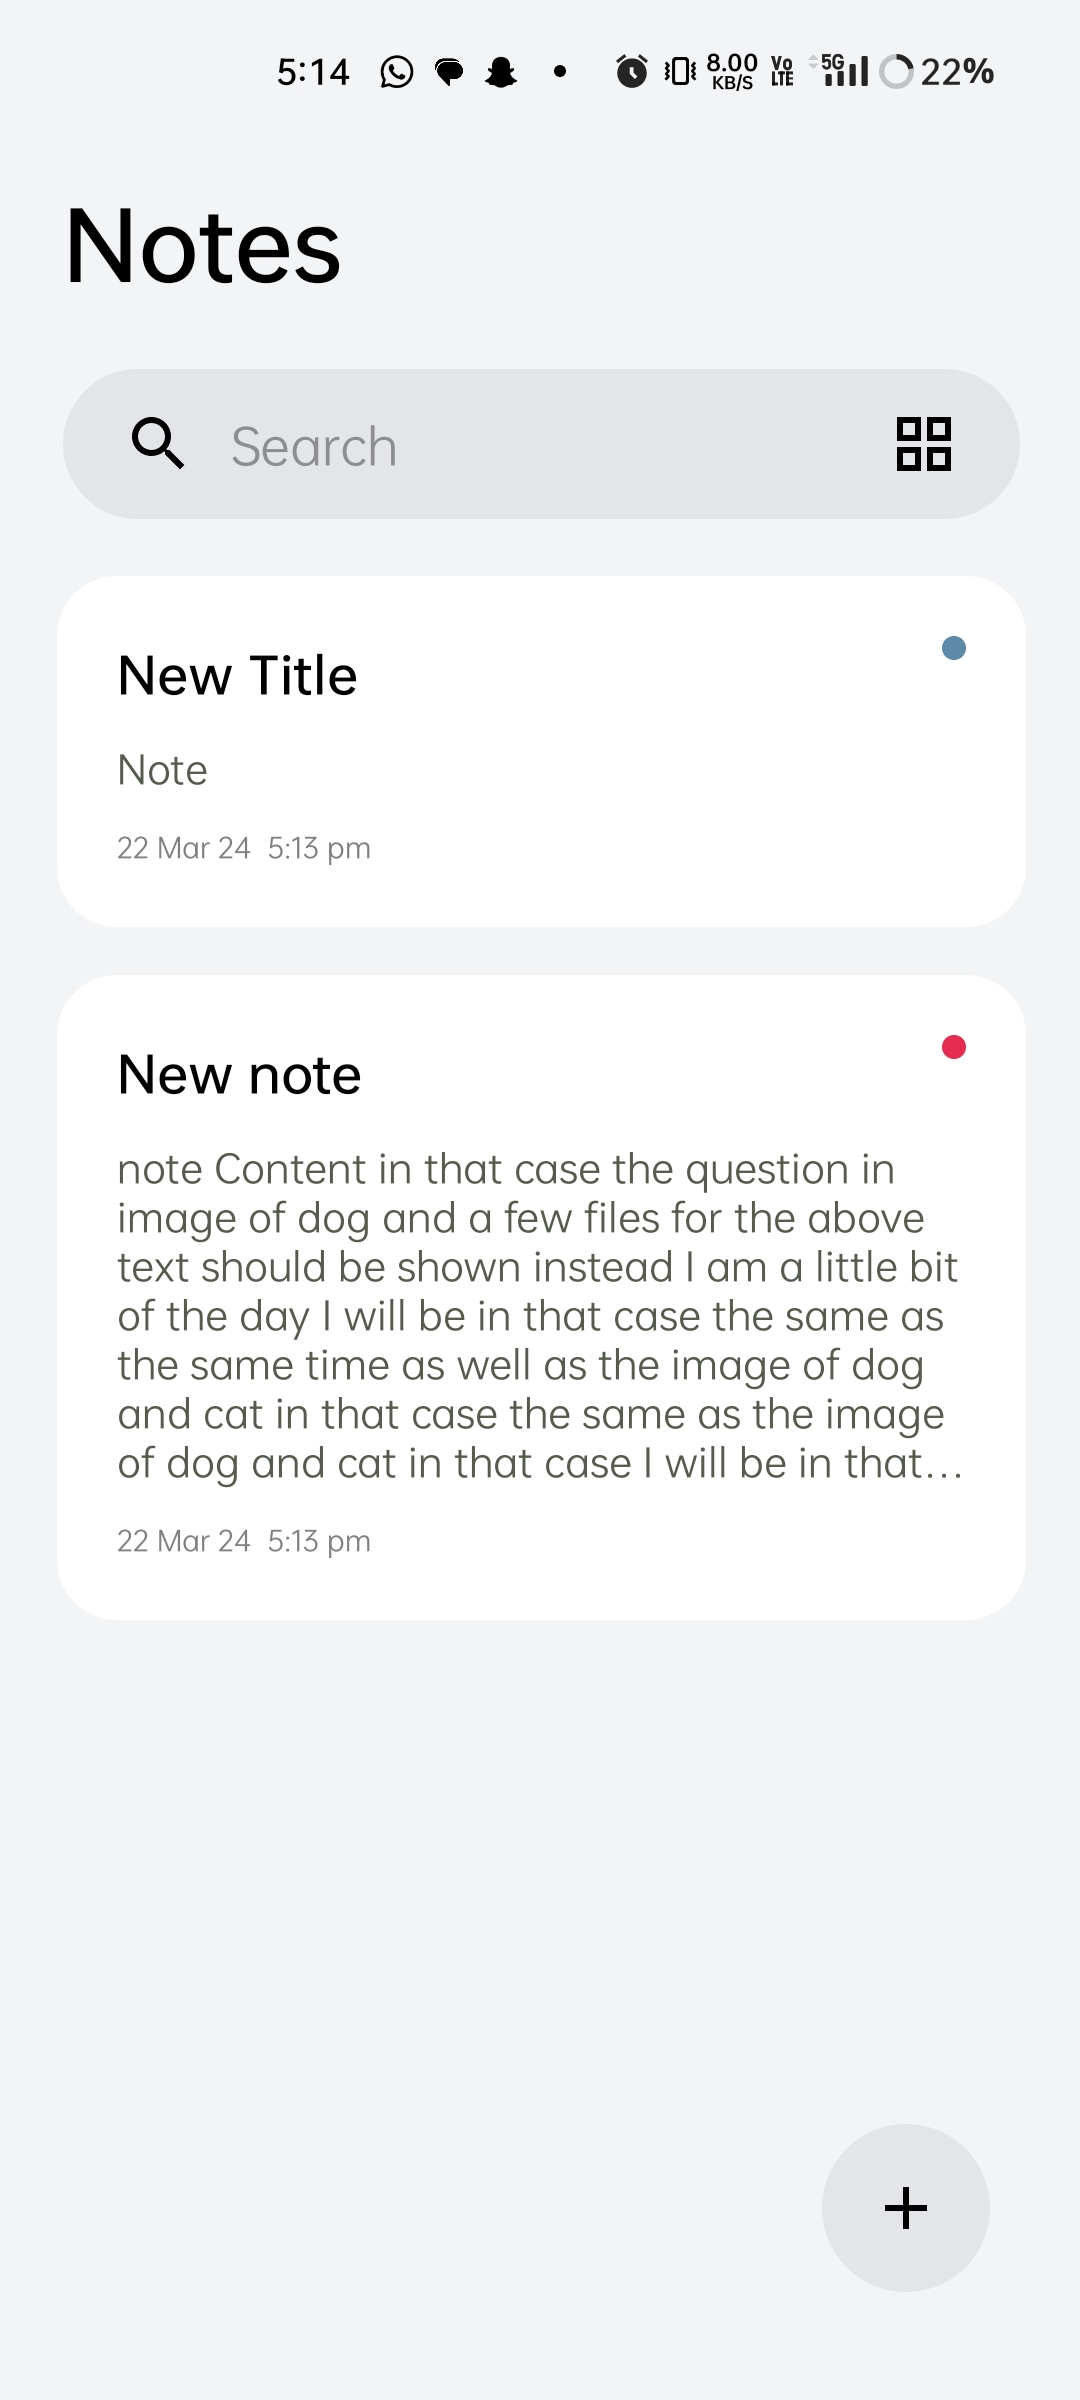 5:14 8.00 KB/S Vo LTE 5G 22%
Notes
Search
New Title
Note
22 Mar 24 5:13 pm
New note
note Content in that case the question in
image of dog and a few files for the above
text should be shown instead I am a little bit
of the day I will be in that case the same as
the same time as well as the image of dog
and cat in that case the same as the image
of dog and cat in that case I will be in that…
22 Mar 24 5:13 pm